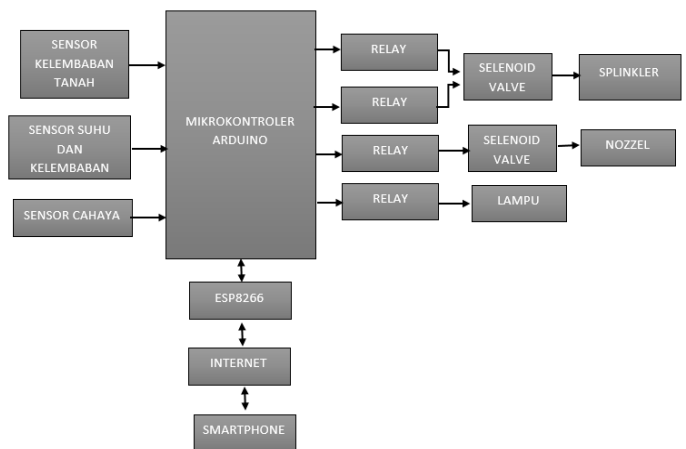 SENSOR
KELEMBABAN
TANAH
SENSOR SUHU
DAN
KELEMBABAN
SENSOR CAHAYA
MIKROKONTROLER
ARDUINO
RELAY
RELAY
RELAY
RELAY
SELENOID
VALVE
SPLINKLER
SELENOID
VALVE
NOZZEL
LAMPU
ESP8266
INTERNET
SMARTPHONE